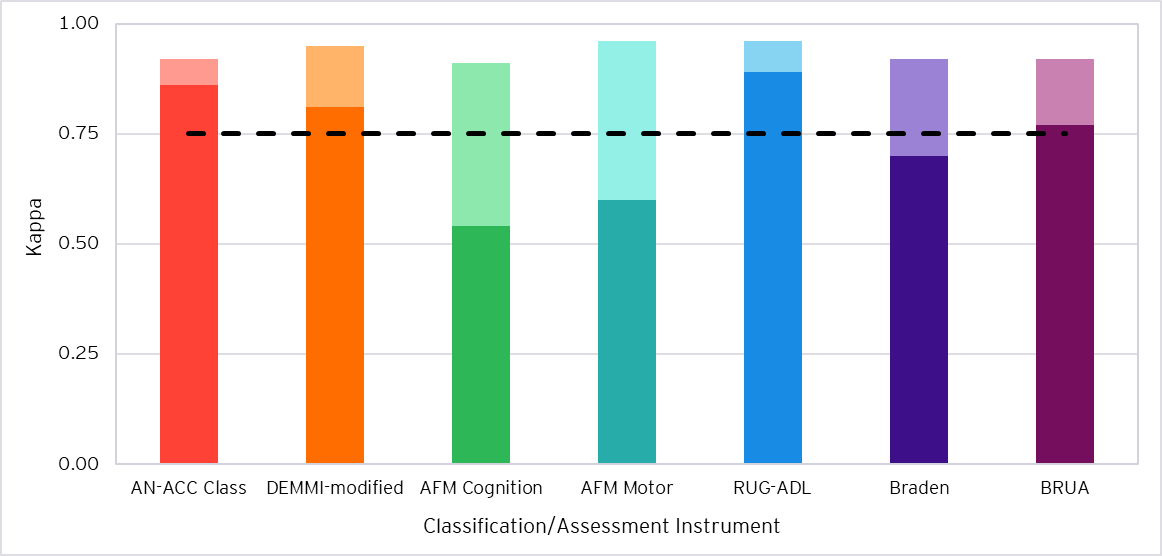 1.00
0.75
0.50
0.25
0.00
Kappa
AN-ACC Class DEMMI-modified AFM Cognition AFM Motor RUG-ADL Braden BRUA
Classification/Assessment Instrument